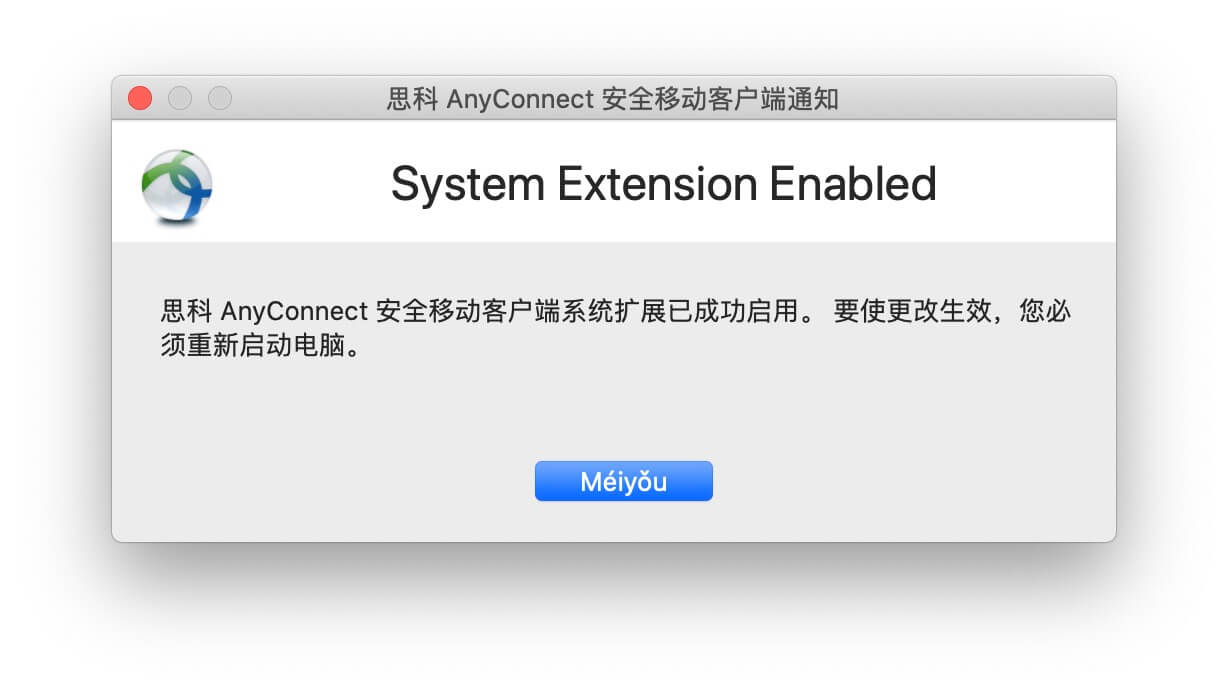 思科 AnyConnect 安全移动客户端通知
System Extension Enabled
思科 AnyConnect 安全移动客户端系统扩展已成功启用。 要使更改生效，您必
须重新启动电脑。
Méiyǒu